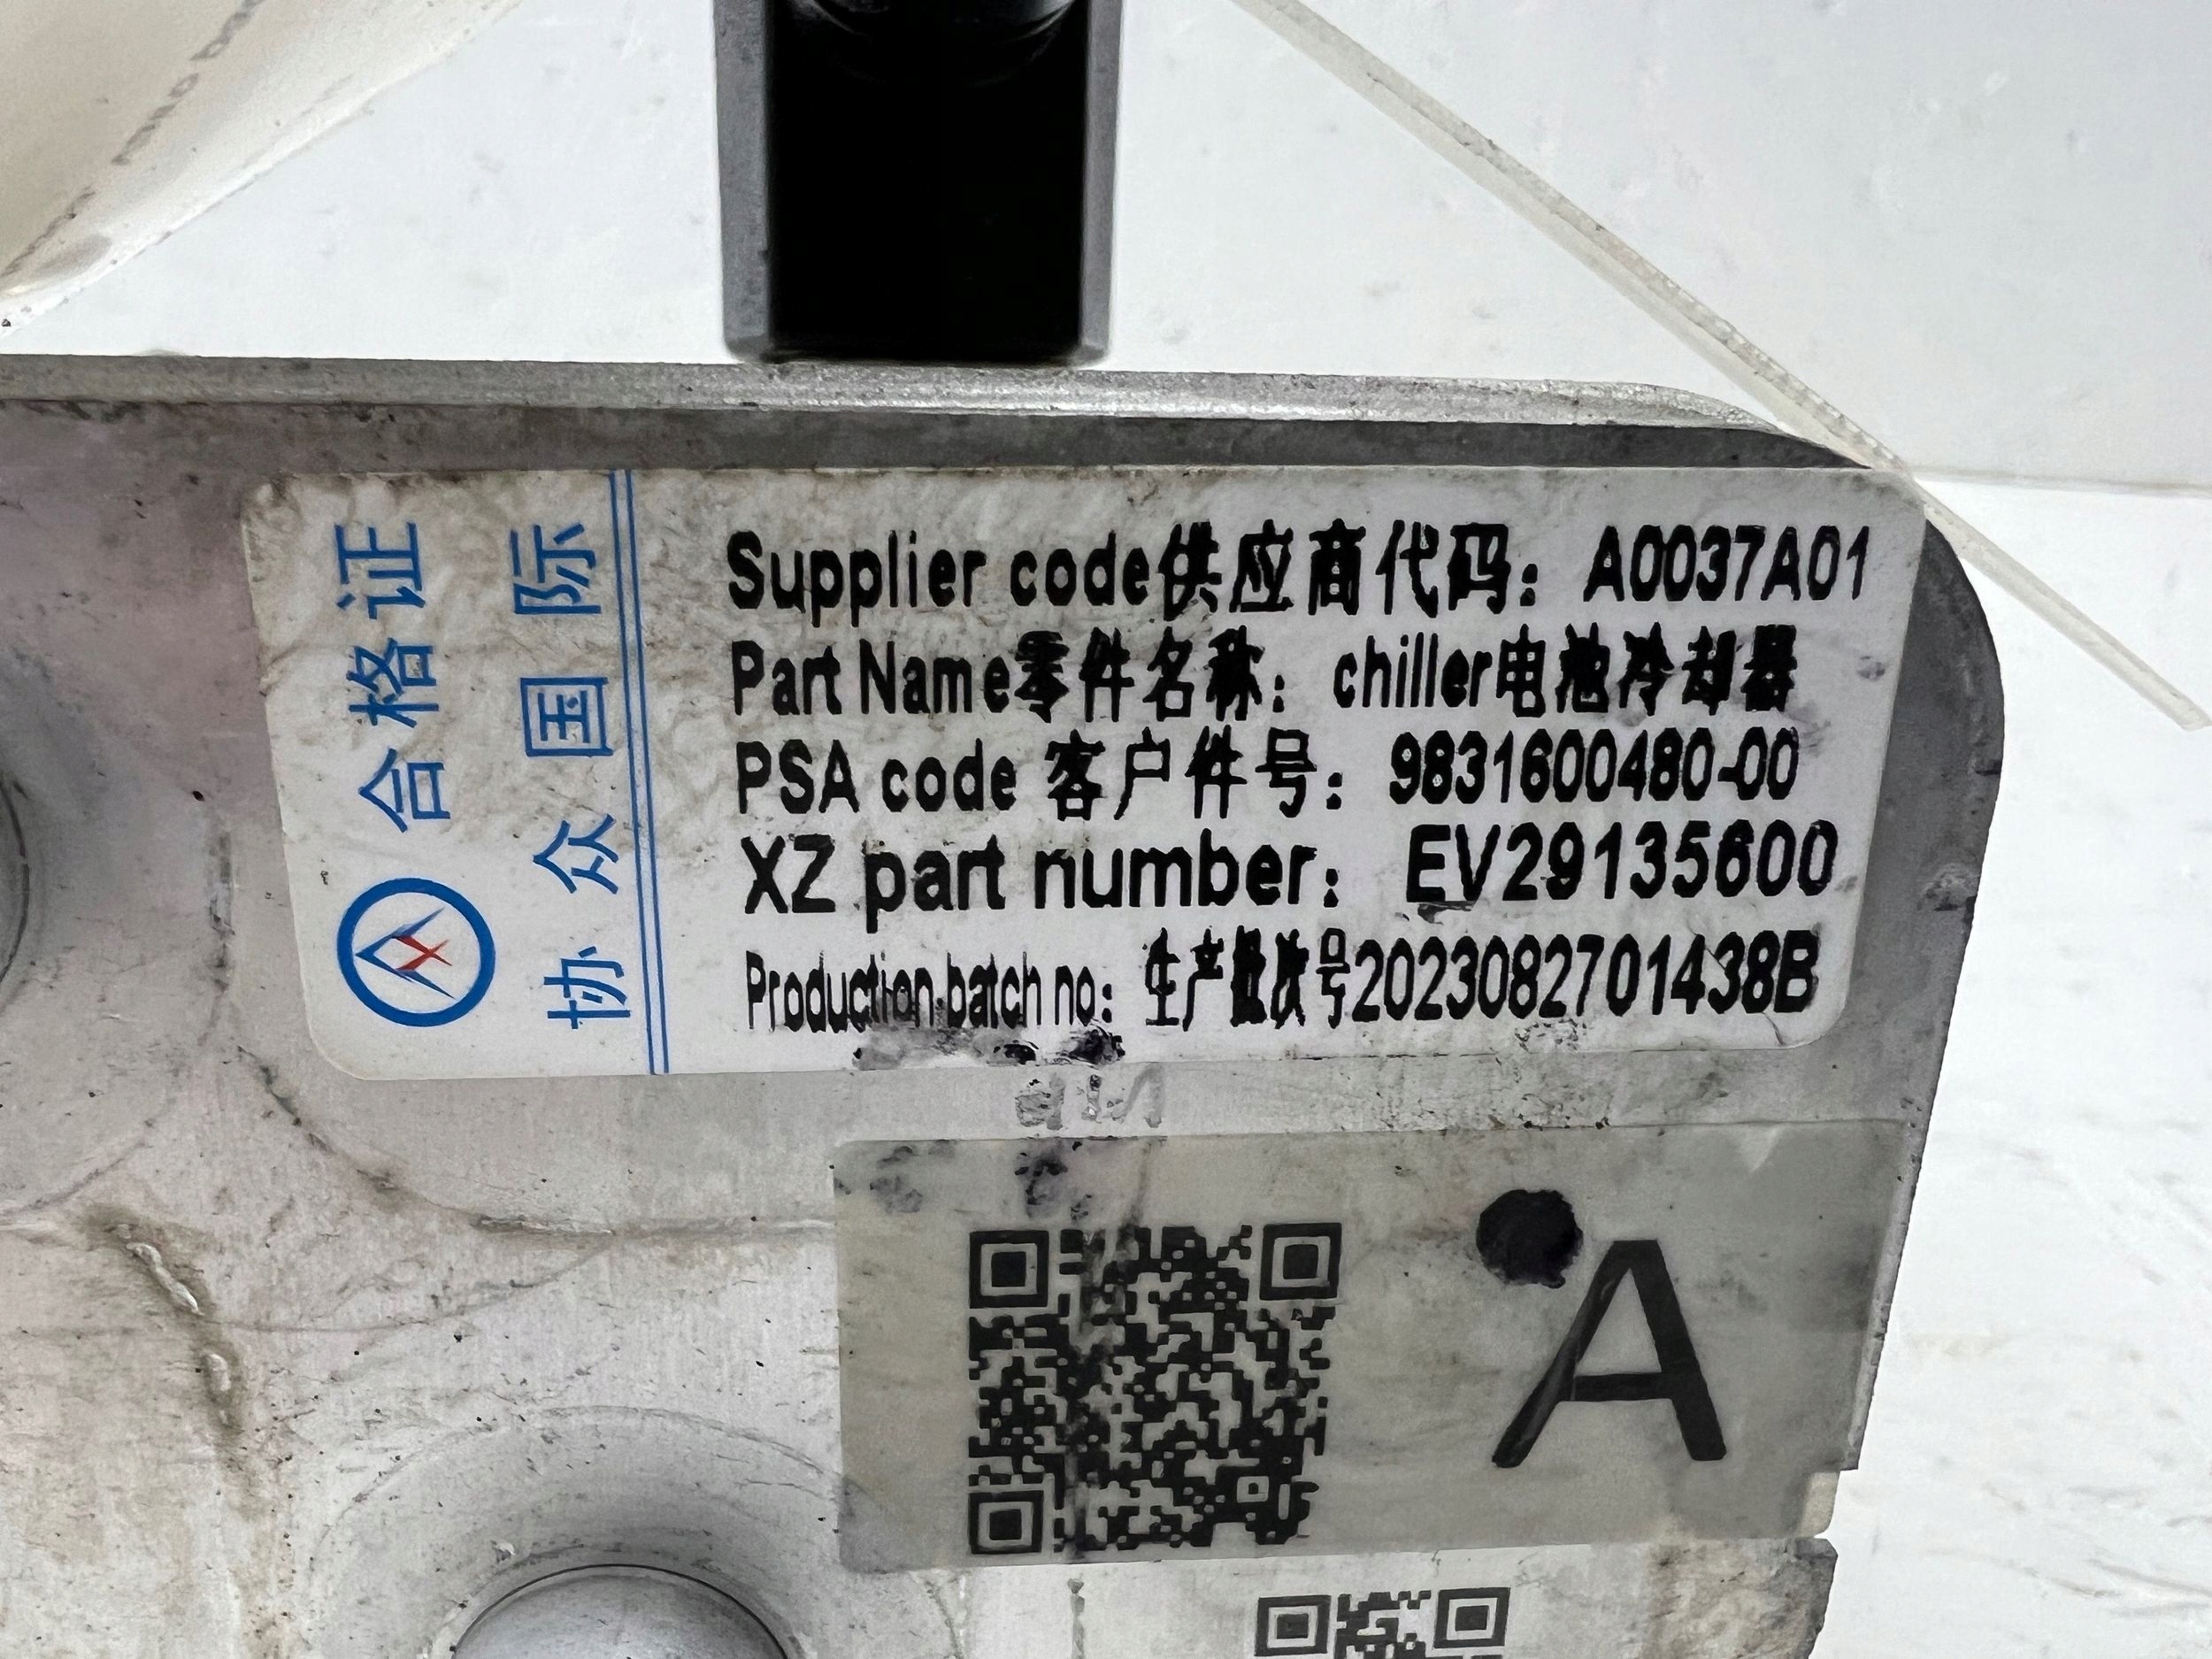 合格证
协众国际
Supplier code供应商代码：A0037A01
Part Name零件名称：chiller电池冷却器
PSA code 客户件号：9831600480-00
XZ part number：EV29135600
Production batch no：生产批次号2023082701438B
A